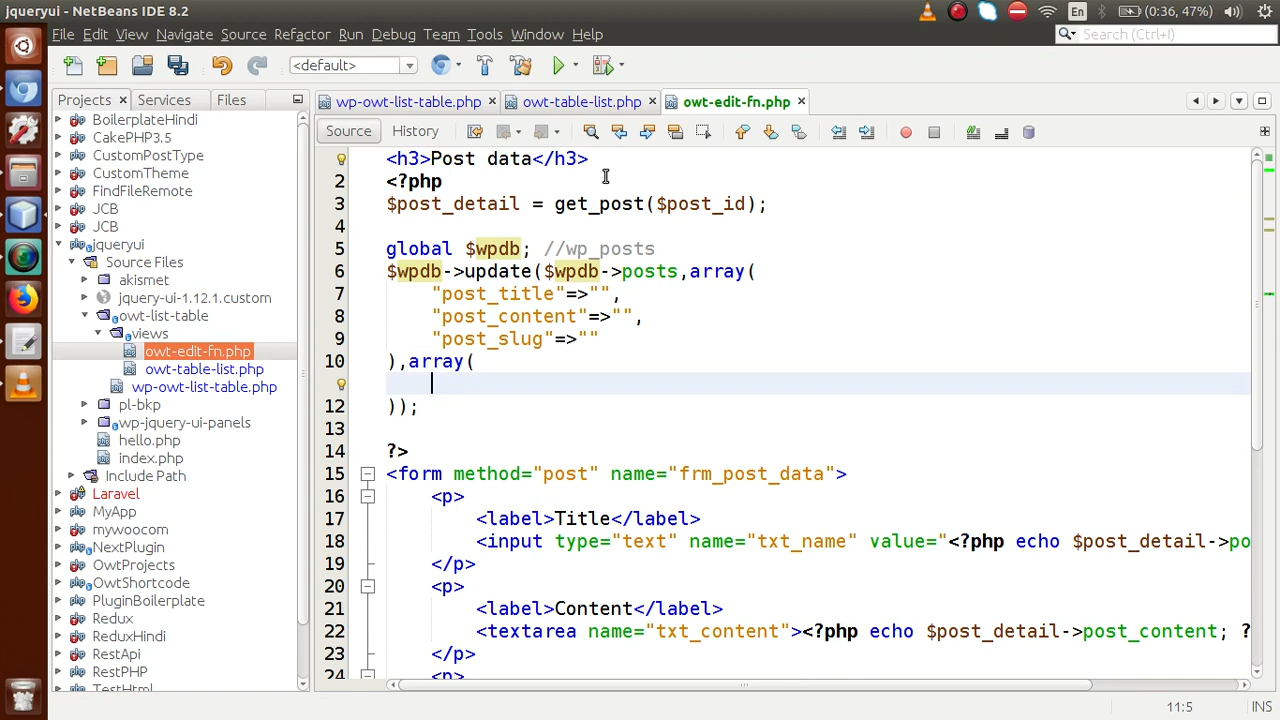 jqueryui - NetBeans IDE 8.2
En
(0:36, 47%)
File Edit View Navigate Source Refactor Run Debug Team Tools Window Help
Search (Ctrl+I)
<default>
Projects
Services
Files
wp-owt-list-table.php
owt-table-list.php
owt-edit-fn.php
Source
History
BoilerplateHindi
CakePHP3.5
CustomPostType
CustomTheme
FindFileRemote
JCB
JCB
jqueryui
Source Files
akismet
jquery-ui-1.12.1.custom
owt-list-table
views
owt-edit-fn.php
owt-table-list.php
wp-owt-list-table.php
pl-bkp
wp-jquery-ui-panels
hello.php
index.php
Include Path
Laravel
MyApp
mywoocom
NextPlugin
OwtProjects
OwtShortcode
PluginBoilerplate
Redux
ReduxHindi
RestApi
RestPHP
TestHtml
<h3>Post data</h3>
2 <?php
3 $post_detail = get_post($post_id);
4
5 global $wpdb; //wp_posts
6 $wpdb->update($wpdb->posts,array(
7 "post_title"=>"",
8 "post_content"=>"",
9 "post_slug"=>""
10 ),array(
12 ));
13
14 ?>
15 <form method="post" name="frm_post_data">
16 <p>
17 <label>Title</label>
18 <input type="text" name="txt_name" value="<?php echo $post_detail->po
19 </p>
20 <p>
21 <label>Content</label>
22 <textarea name="txt_content"><?php echo $post_detail->post_content; ?
23 </p>
24 <p>
11:5
INS